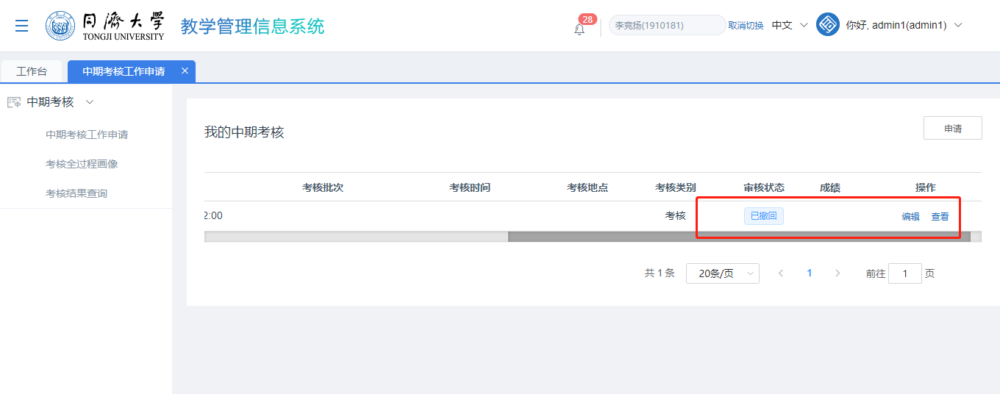 同濟大學
TONGJI UNIVERSITY
教学管理信息系统
28
李竞扬(1910181)
取消切换
中文
你好, admin1(admin1)
工作台
中期考核工作申请
中期考核
中期考核工作申请
考核全过程画像
考核结果查询
我的中期考核
申请
考核批次 考核时间 考核地点 考核类别 审核状态 成绩 操作
2:00 考核 已撤回 编辑 查看
共 1 条 20条/页 1 前往 1 页